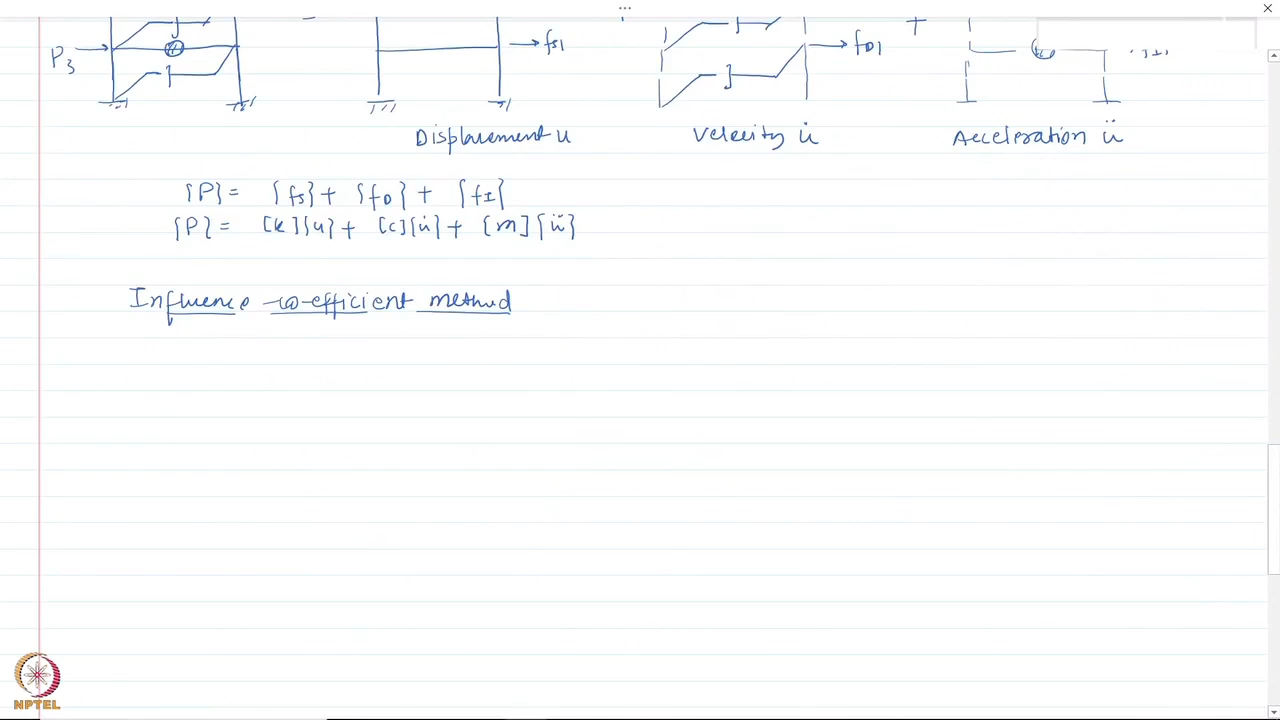 P3 → fs1 → fD1 +
Displacement u Velocity u̇ Acceleration ü
{P} = {fs} + {fD} + {fI}
{P} = [k]{u} + [c]{u̇} + [m]{ü}
Influence co-efficient method
NPTEL